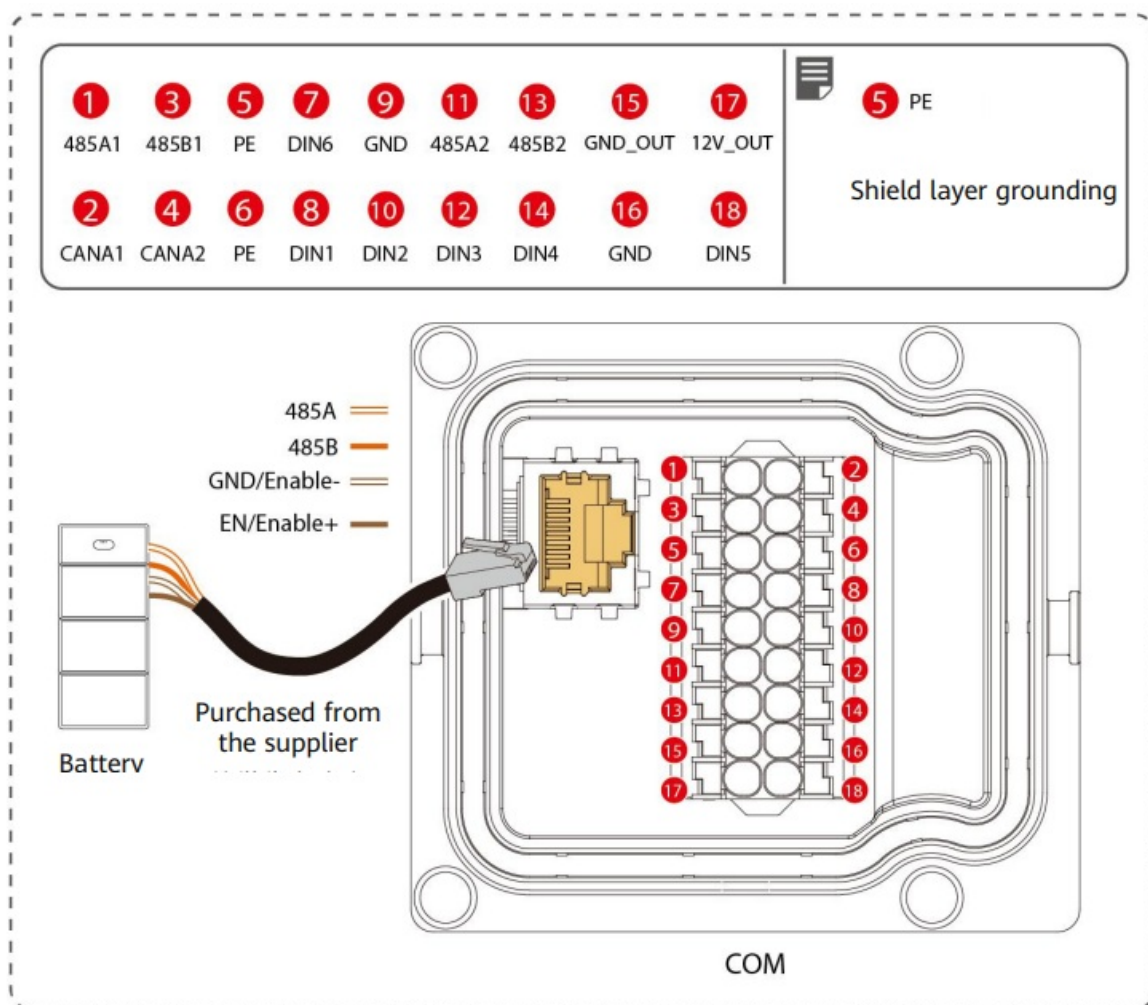 1 3 5 7 9 11 13 15 17
485A1 485B1 PE DIN6 GND 485A2 485B2 GND_OUT 12V_OUT
2 4 6 8 10 12 14 16 18
CANA1 CANA2 PE DIN1 DIN2 DIN3 DIN4 GND DIN5
5 PE
Shield layer grounding
485A
485B
GND/Enable-
EN/Enable+
Purchased from
the supplier
Battery
1 2
3 4
5 6
7 8
9 10
11 12
13 14
15 16
17 18
COM